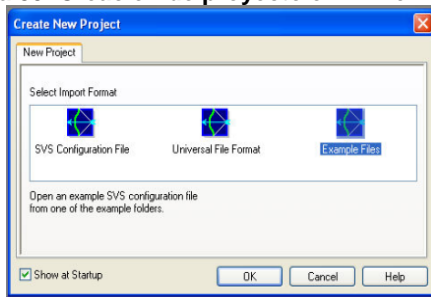 Create New Project
New Project
Select Import Format
SVS Configuration File
Universal File Format
Example Files
Open an example SVS configuration file
from one of the example folders.
Show at Startup
OK
Cancel
Help